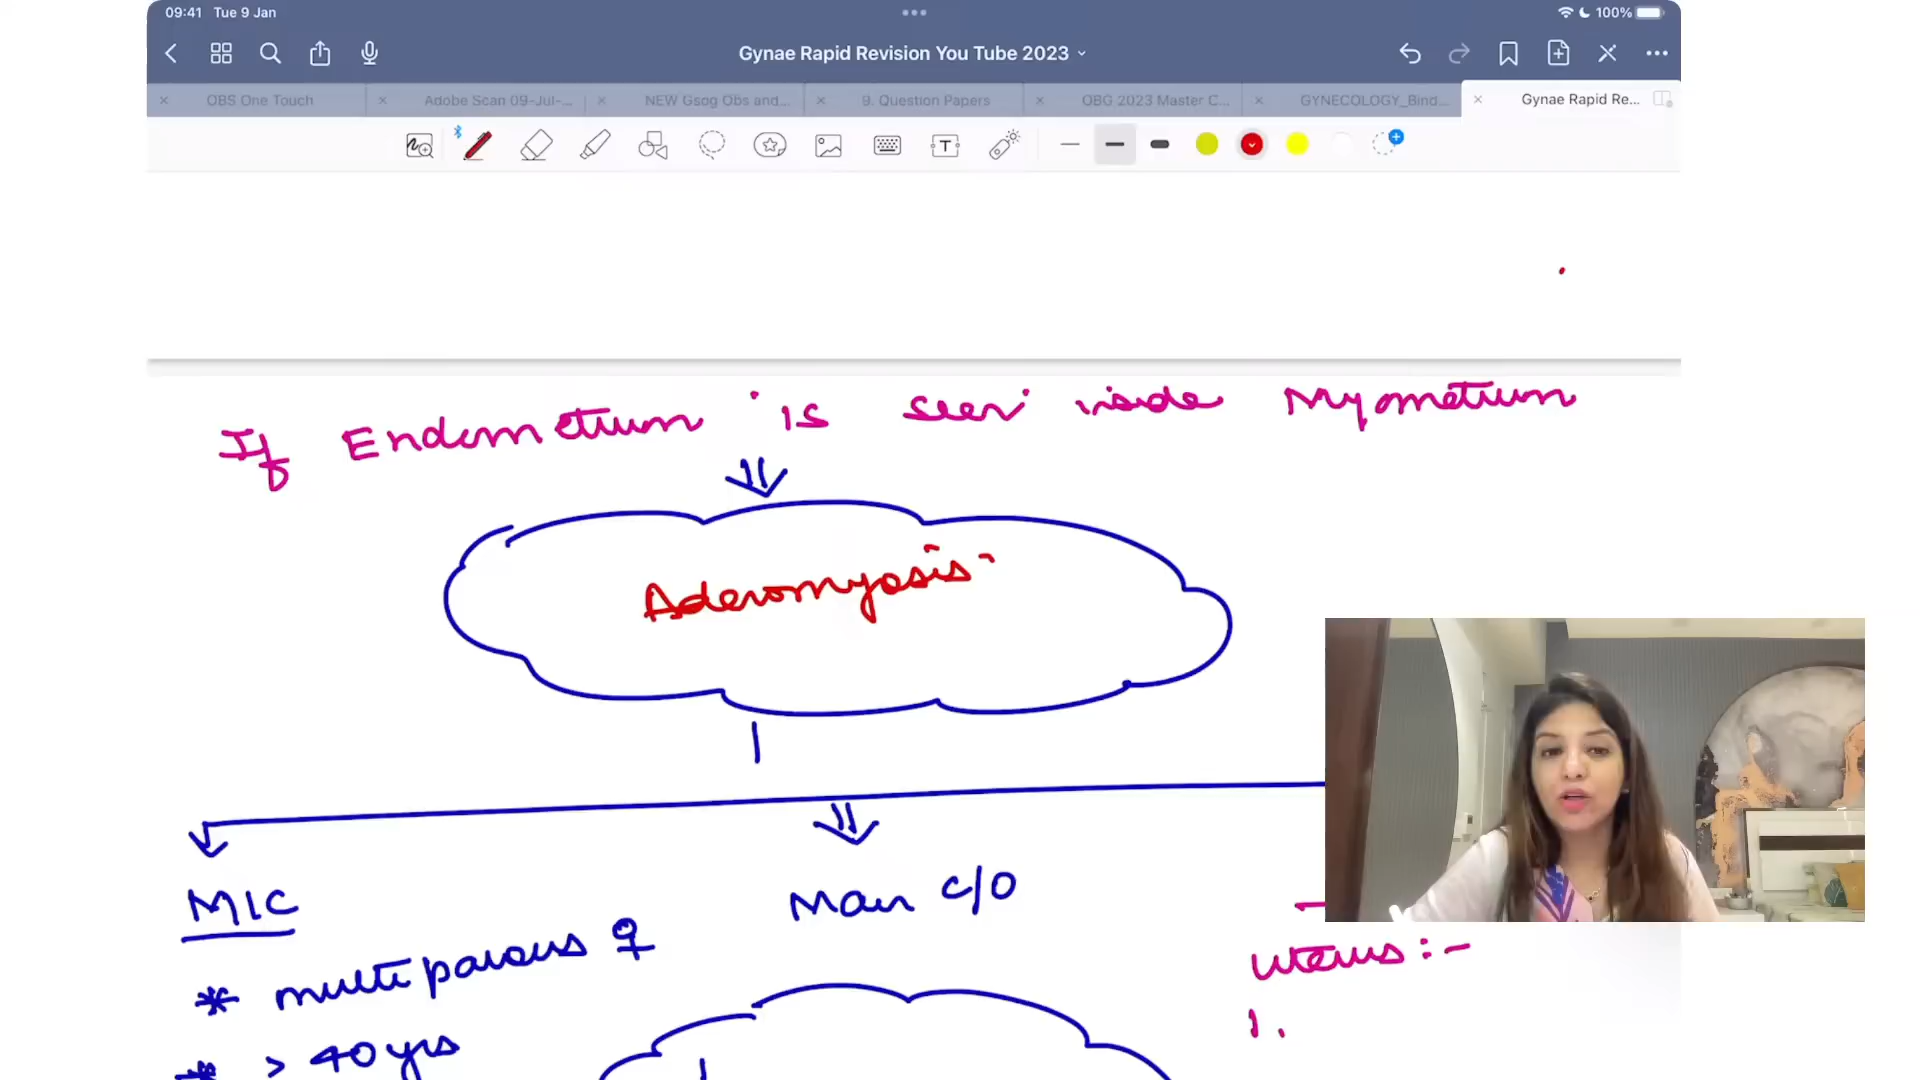 09:41 Tue 9 Jan
100%
Gynae Rapid Revision You Tube 2023
OBS One Touch
Adobe Scan 09-Jul-...
NEW Gsog Obs and...
9. Question Papers
OBG 2023 Master C...
GYNECOLOGY_Bind...
Gynae Rapid Re...
If Endometrium is seen inside Myometrium
Adenomyosis
MIC
* multiparous ♀
* > 40 yrs
Main C/O
uterus :-
1.